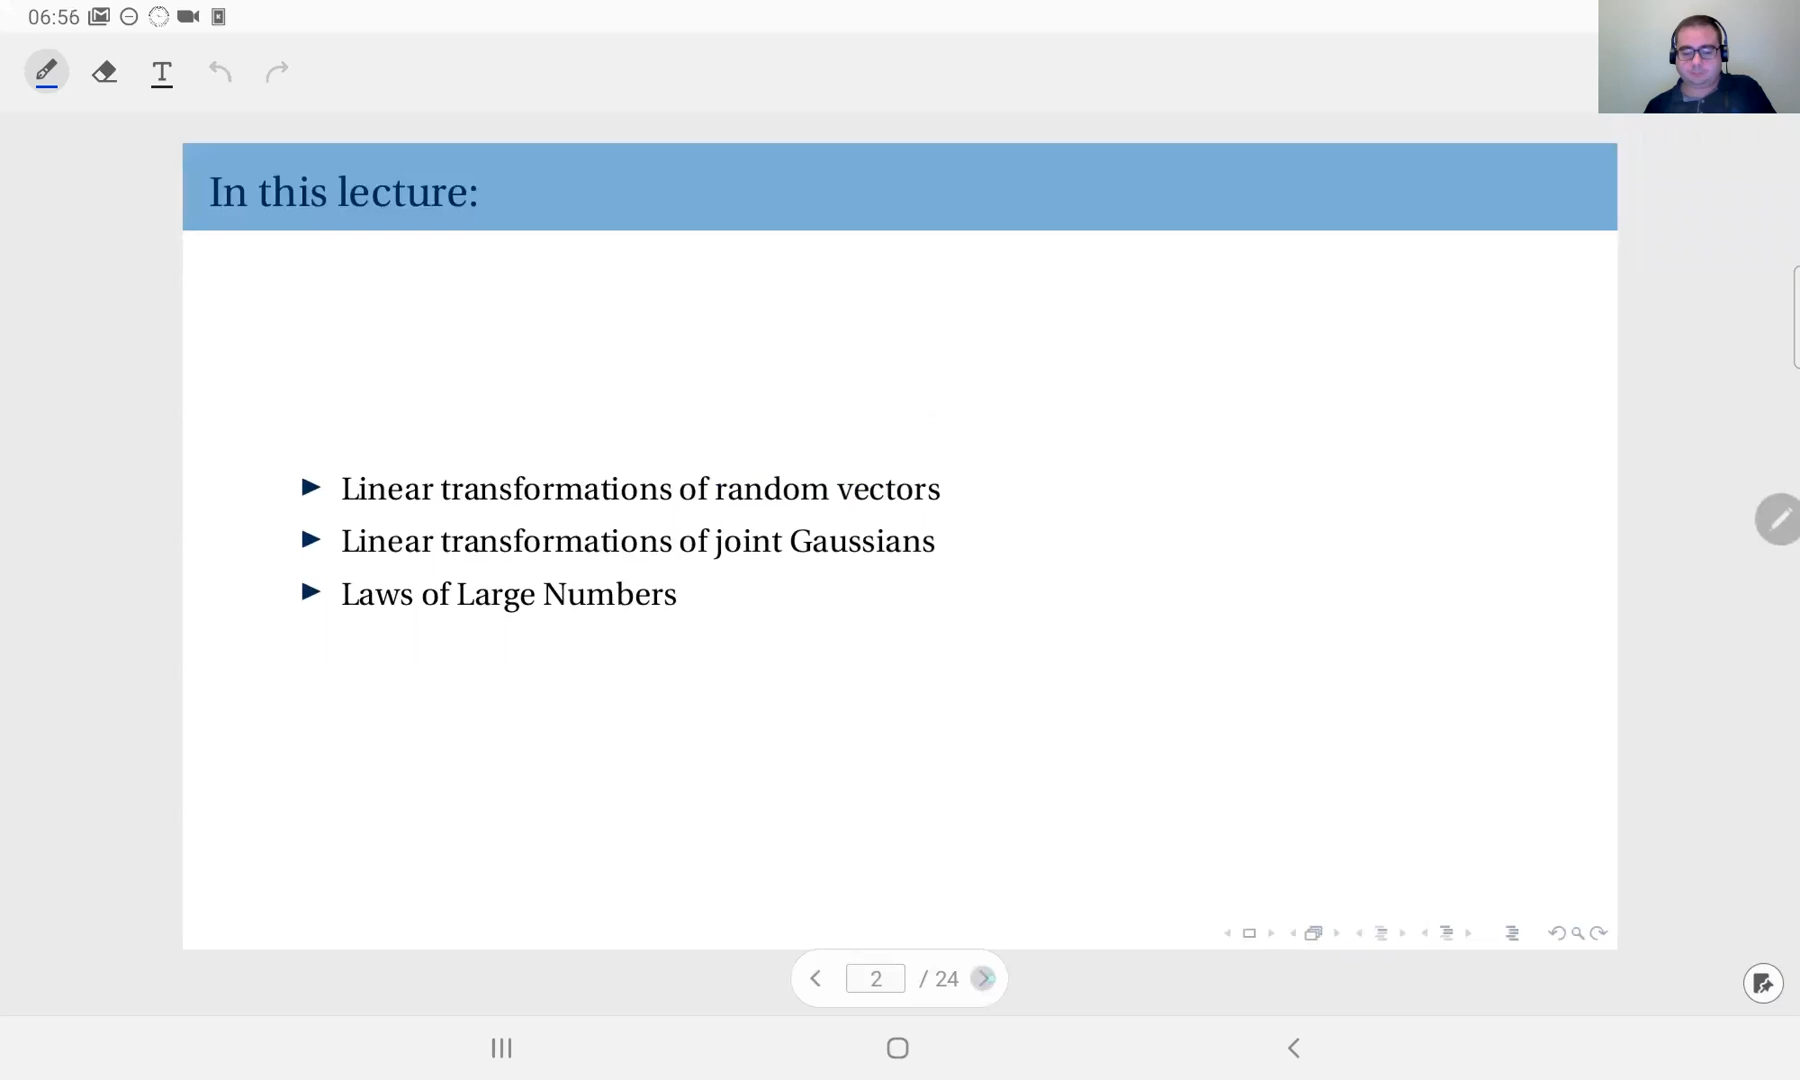 06:56
T
In this lecture:
Linear transformations of random vectors
Linear transformations of joint Gaussians
Laws of Large Numbers
2 / 24